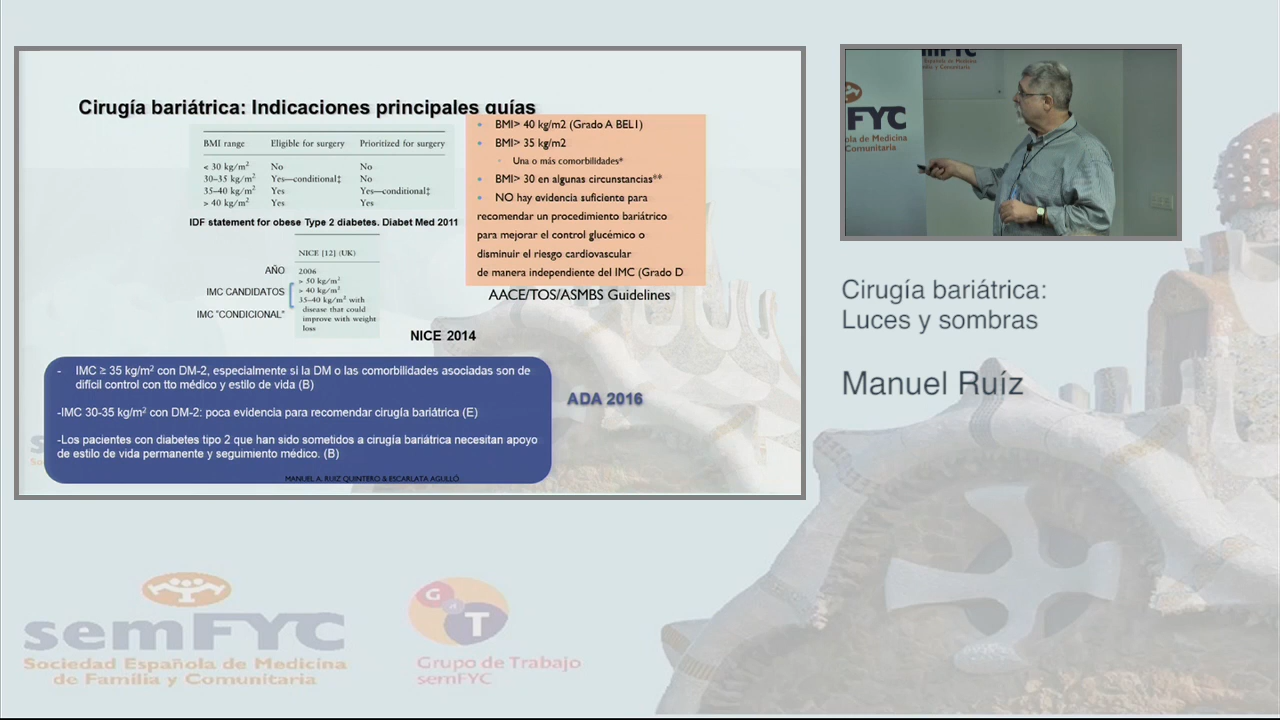 Cirugía bariátrica: Indicaciones principales guías
BMI range Eligible for surgery Prioritized for surgery
< 30 kg/m² No No
30–35 kg/m² Yes—conditional‡ No
35–40 kg/m² Yes Yes—conditional‡
> 40 kg/m² Yes Yes
IDF statement for obese Type 2 diabetes. Diabet Med 2011
• BMI> 40 kg/m2 (Grado A BEL1)
• BMI> 35 kg/m2
◦ Una o más comorbilidades*
• BMI> 30 en algunas circunstancias**
• NO hay evidencia suficiente para
recomendar un procedimiento bariátrico
para mejorar el control glucémico o
disminuir el riesgo cardiovascular
de manera independiente del IMC (Grado D
AACE/TOS/ASMBS Guidelines
NICE [12] (UK)
AÑO 2006
> 50 kg/m²
IMC CANDIDATOS > 40 kg/m²
35–40 kg/m² with
IMC "CONDICIONAL" disease that could
improve with weight
loss
NICE 2014
- IMC ≥ 35 kg/m² con DM-2, especialmente si la DM o las comorbilidades asociadas son de
difícil control con tto médico y estilo de vida (B)
-IMC 30-35 kg/m² con DM-2: poca evidencia para recomendar cirugía bariátrica (E)
-Los pacientes con diabetes tipo 2 que han sido sometidos a cirugía bariátrica necesitan apoyo
de estilo de vida permanente y seguimiento médico. (B)
MANUEL A. RUIZ QUINTERO & ESCARLATA AGULLÓ
ADA 2016
semFYC
Española de Medicina
milia y Comunitaria
FYC
ola de Medicina
Comunitaria
Cirugía bariátrica:
Luces y sombras
Manuel Ruíz
semFYC
Sociedad Española de Medicina
de Familia y Comunitaria
G d T
Grupo de Trabajo
semFYC